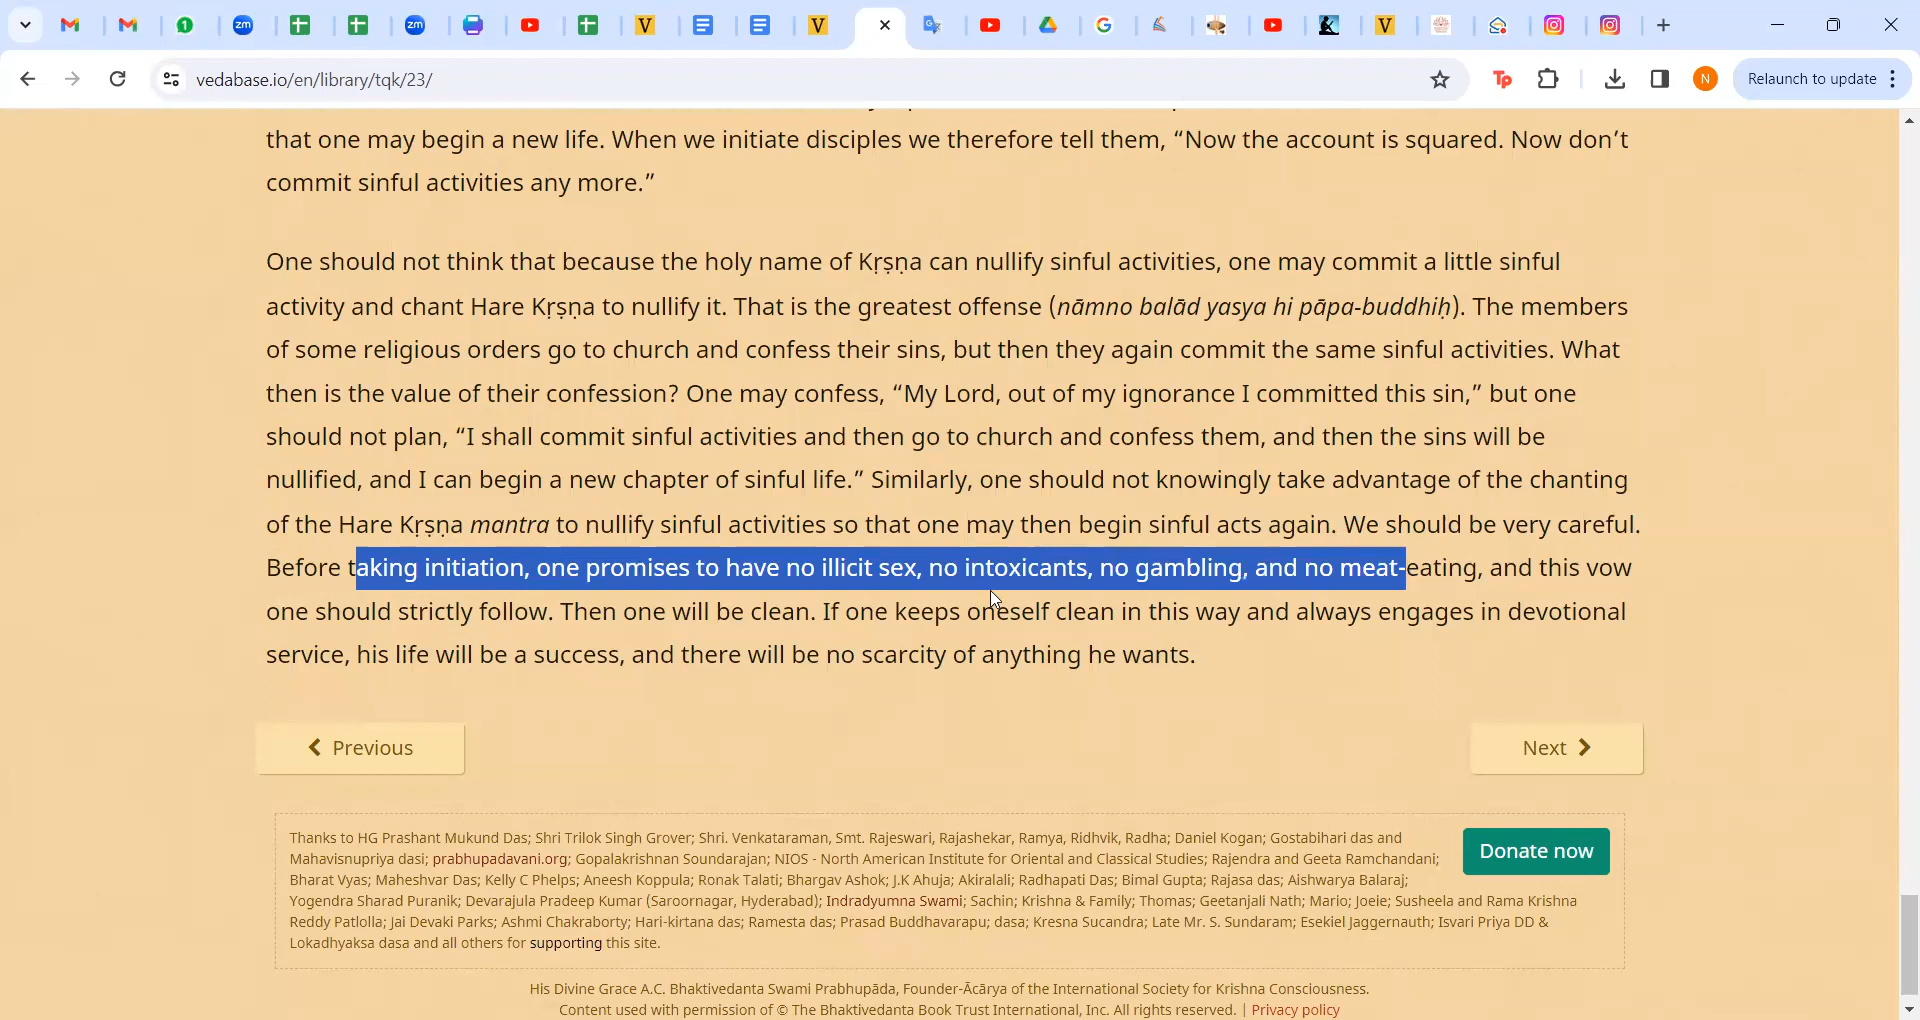 vedabase.io/en/library/tqk/23/
Relaunch to update
that one may begin a new life. When we initiate disciples we therefore tell them, “Now the account is squared. Now don’t
commit sinful activities any more.”
One should not think that because the holy name of Kṛṣṇa can nullify sinful activities, one may commit a little sinful
activity and chant Hare Kṛṣṇa to nullify it. That is the greatest offense (nāmno balād yasya hi pāpa-buddhiḥ). The members
of some religious orders go to church and confess their sins, but then they again commit the same sinful activities. What
then is the value of their confession? One may confess, “My Lord, out of my ignorance I committed this sin,” but one
should not plan, “I shall commit sinful activities and then go to church and confess them, and then the sins will be
nullified, and I can begin a new chapter of sinful life.” Similarly, one should not knowingly take advantage of the chanting
of the Hare Kṛṣṇa mantra to nullify sinful activities so that one may then begin sinful acts again. We should be very careful.
Before taking initiation, one promises to have no illicit sex, no intoxicants, no gambling, and no meat-eating, and this vow
one should strictly follow. Then one will be clean. If one keeps oneself clean in this way and always engages in devotional
service, his life will be a success, and there will be no scarcity of anything he wants.
Previous
Next
Thanks to HG Prashant Mukund Das; Shri Trilok Singh Grover; Shri. Venkataraman, Smt. Rajeswari, Rajashekar, Ramya, Ridhvik, Radha; Daniel Kogan; Gostabihari das and
Mahavisnupriya dasi; prabhupadavani.org; Gopalakrishnan Soundarajan; NIOS - North American Institute for Oriental and Classical Studies; Rajendra and Geeta Ramchandani;
Bharat Vyas; Maheshvar Das; Kelly C Phelps; Aneesh Koppula; Ronak Talati; Bhargav Ashok; J.K Ahuja; Akiralali; Radhapati Das; Bimal Gupta; Rajasa das; Aishwarya Balaraj;
Yogendra Sharad Puranik; Devarajula Pradeep Kumar (Saroornagar, Hyderabad); Indradyumna Swami; Sachin; Krishna & Family; Thomas; Geetanjali Nath; Mario; Joeie; Susheela and Rama Krishna
Reddy Patlolla; Jai Devaki Parks; Ashmi Chakraborty; Hari-kirtana das; Ramesta das; Prasad Buddhavarapu; dasa; Kresna Sucandra; Late Mr. S. Sundaram; Esekiel Jaggernauth; Isvari Priya DD &
Lokadhyaksa dasa and all others for supporting this site.
Donate now
His Divine Grace A.C. Bhaktivedanta Swami Prabhupāda, Founder-Ācārya of the International Society for Krishna Consciousness.
Content used with permission of © The Bhaktivedanta Book Trust International, Inc. All rights reserved. | Privacy policy